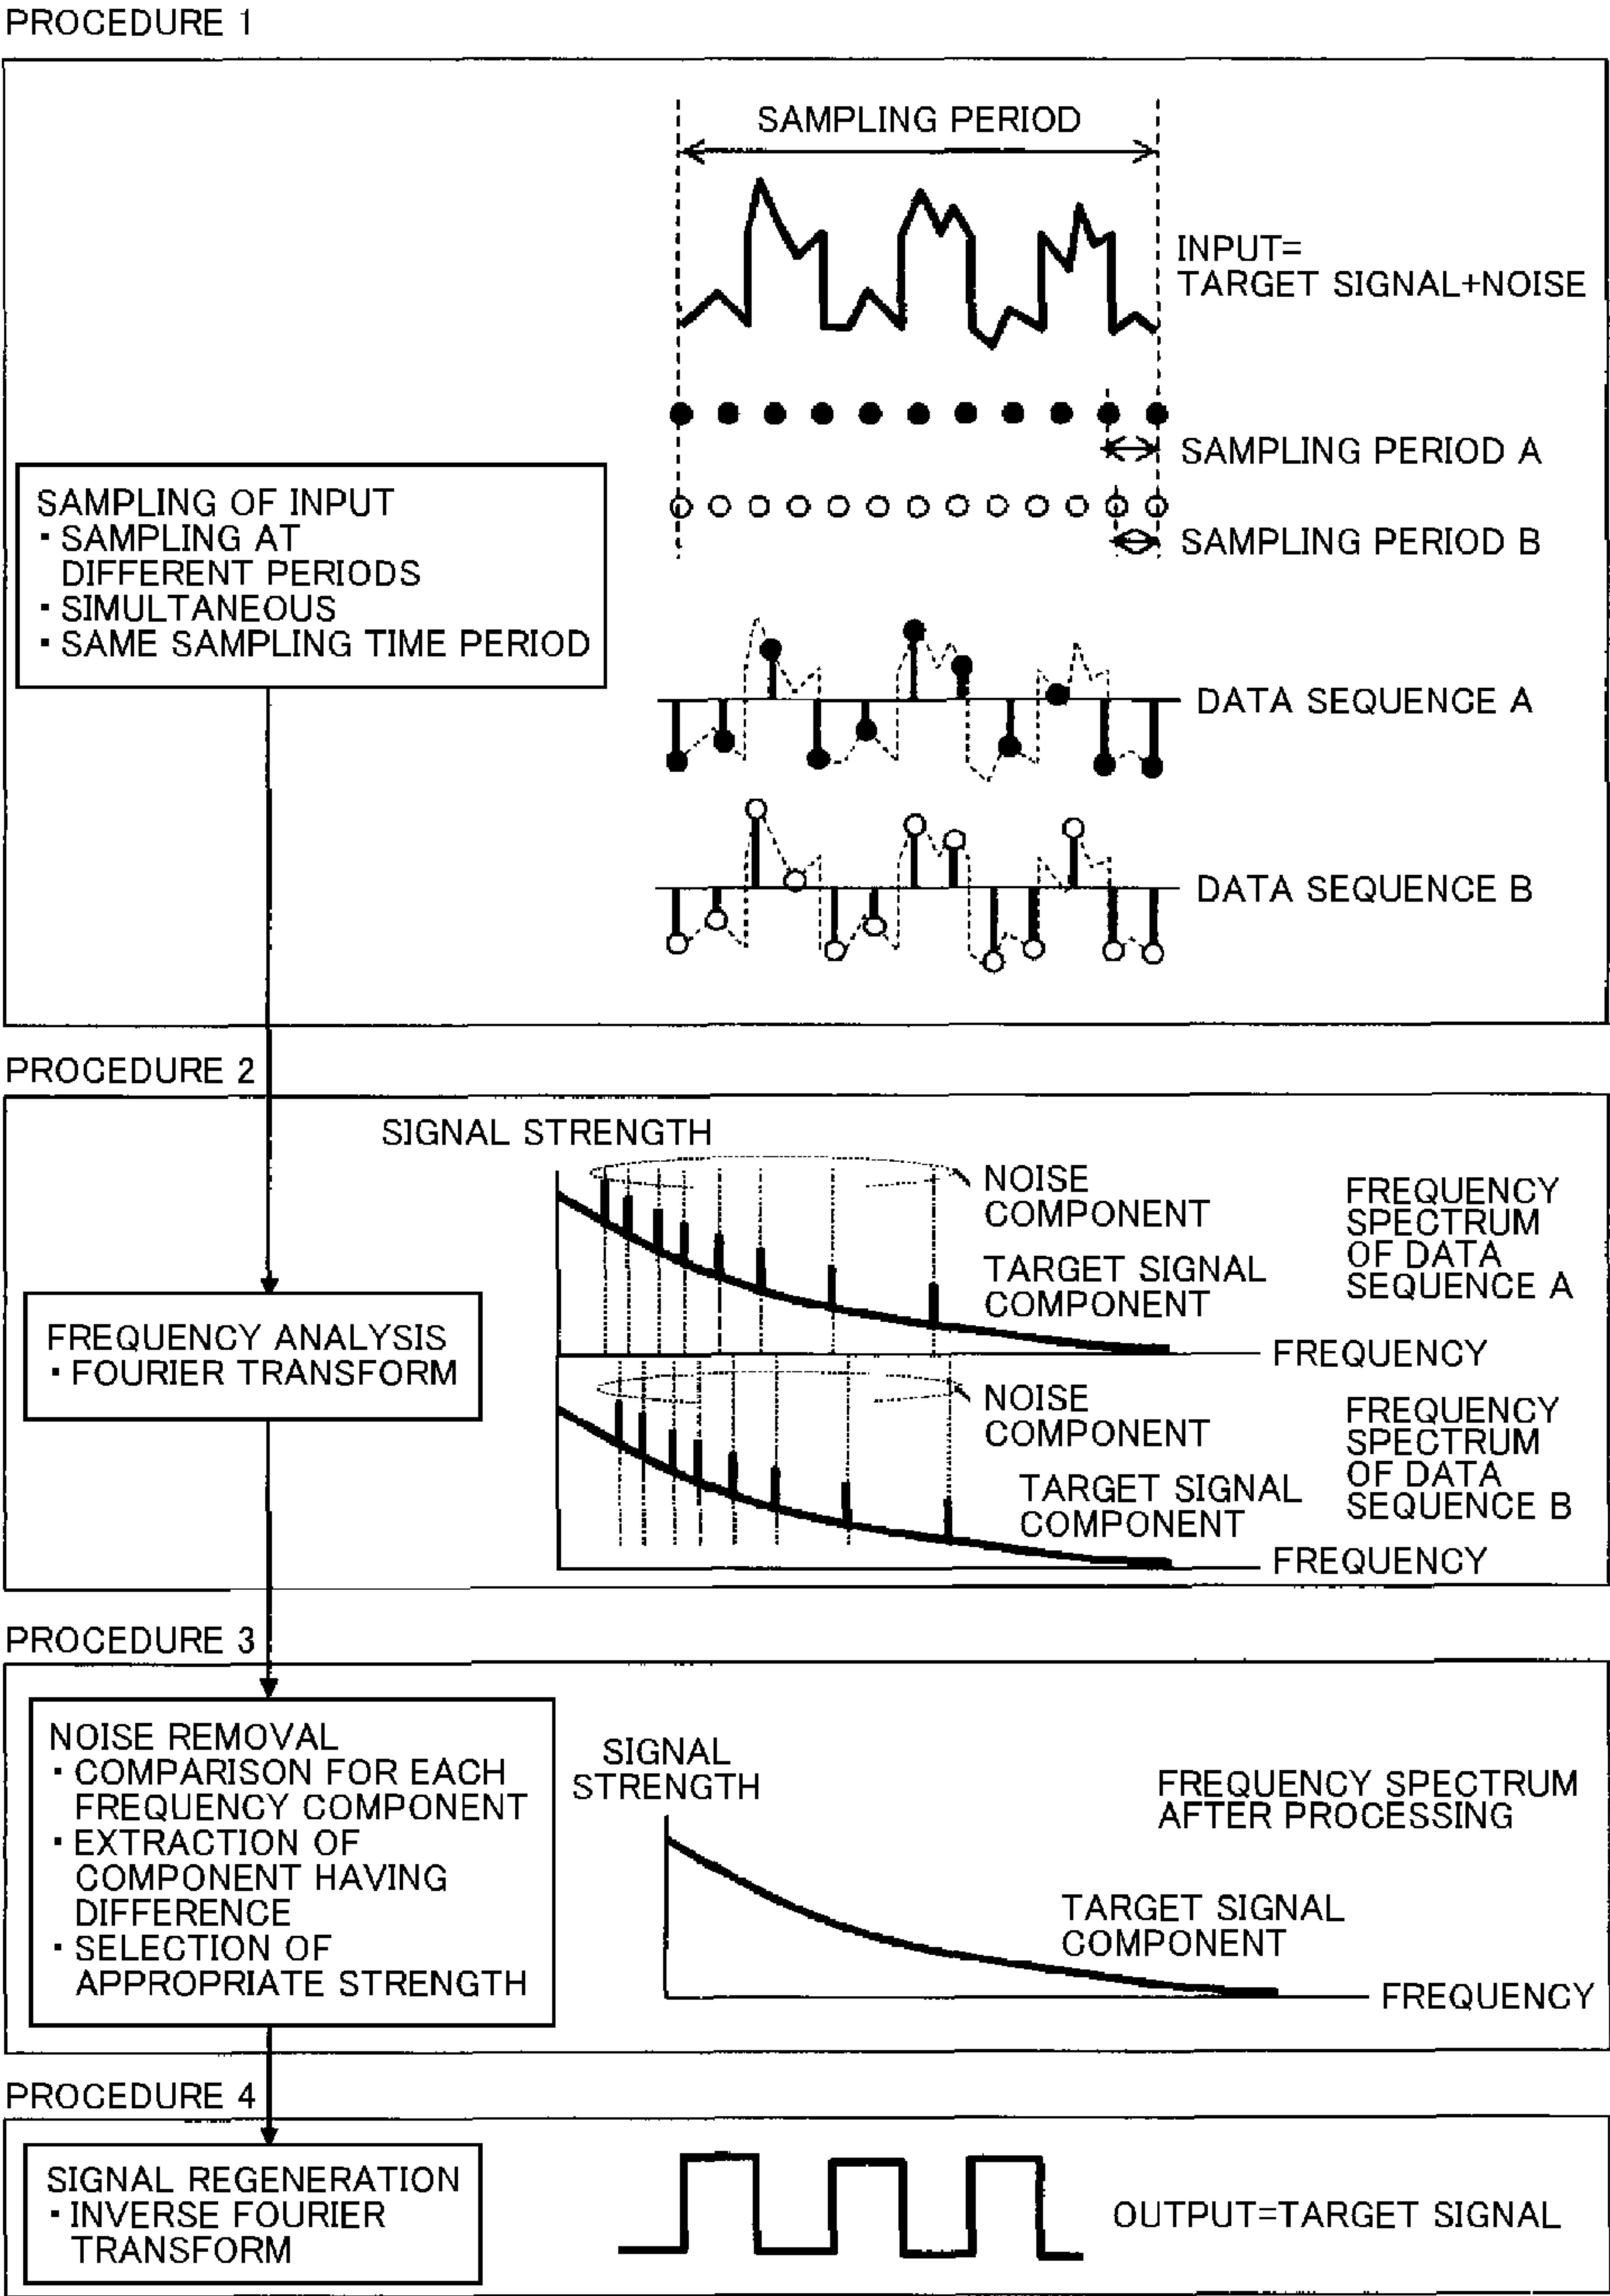 PROCEDURE 1
SAMPLING PERIOD
INPUT=
TARGET SIGNAL+NOISE
SAMPLING PERIOD A
SAMPLING PERIOD B
SAMPLING OF INPUT
・SAMPLING AT
DIFFERENT PERIODS
・SIMULTANEOUS
・SAME SAMPLING TIME PERIOD
DATA SEQUENCE A
DATA SEQUENCE B
PROCEDURE 2
SIGNAL STRENGTH
NOISE
COMPONENT
TARGET SIGNAL
COMPONENT
FREQUENCY
SPECTRUM
OF DATA
SEQUENCE A
FREQUENCY
FREQUENCY ANALYSIS
・FOURIER TRANSFORM
NOISE
COMPONENT
TARGET SIGNAL
COMPONENT
FREQUENCY
SPECTRUM
OF DATA
SEQUENCE B
FREQUENCY
PROCEDURE 3
NOISE REMOVAL
・COMPARISON FOR EACH
FREQUENCY COMPONENT
・EXTRACTION OF
COMPONENT HAVING
DIFFERENCE
・SELECTION OF
APPROPRIATE STRENGTH
SIGNAL
STRENGTH
FREQUENCY SPECTRUM
AFTER PROCESSING
TARGET SIGNAL
COMPONENT
FREQUENCY
PROCEDURE 4
SIGNAL REGENERATION
・INVERSE FOURIER
TRANSFORM
OUTPUT=TARGET SIGNAL